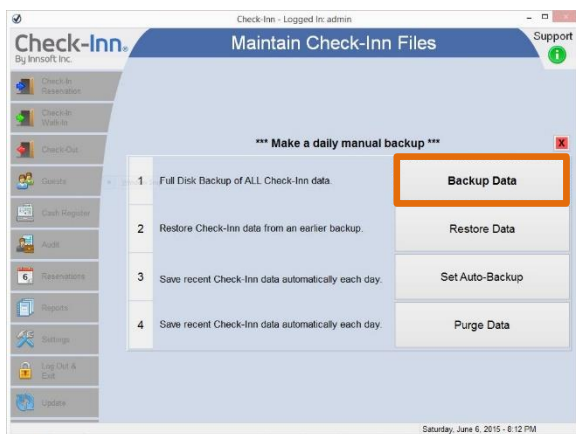 Check-Inn - Logged In: admin
Check-Inn®
By Innsoft Inc.
Maintain Check-Inn Files
Support
Check-In
Reservation
Check-In
Walk-In
Check-Out
Guests
Cash Register
Audit
6
Reservations
Reports
Settings
Log Out &
Exit
Update
*** Make a daily manual backup ***
X
1 Full Disk Backup of ALL Check-Inn data. Backup Data
2 Restore Check-Inn data from an earlier backup. Restore Data
3 Save recent Check-Inn data automatically each day. Set Auto-Backup
4 Save recent Check-Inn data automatically each day. Purge Data
Saturday, June 6, 2015 - 8:12 PM